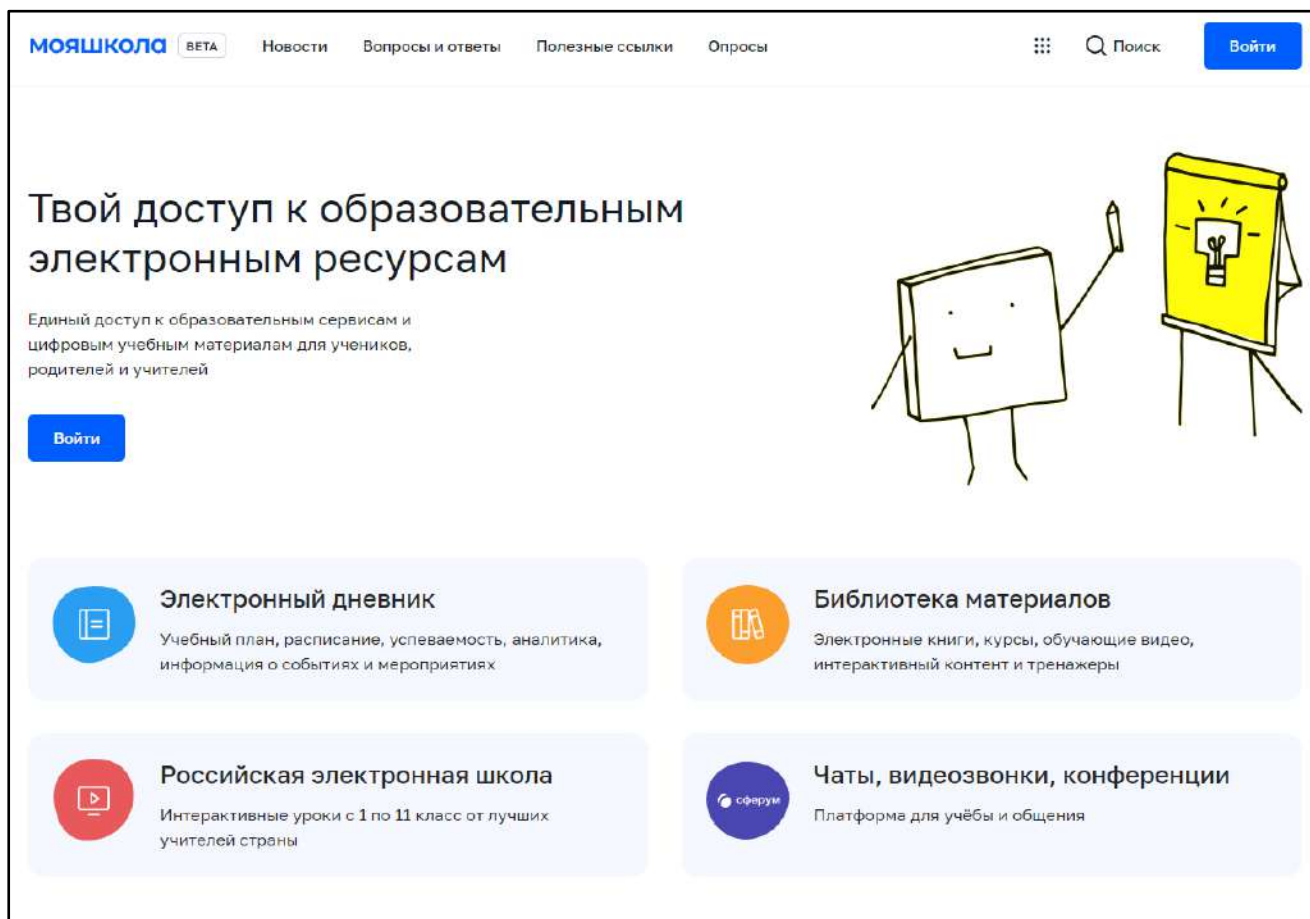 МОЯШКОЛА BETA Новости Вопросы и ответы Полезные ссылки Опросы Поиск Войти
Твой доступ к образовательным
электронным ресурсам
Единый доступ к образовательным сервисам и
цифровым учебным материалам для учеников,
родителей и учителей
Войти
Электронный дневник
Учебный план, расписание, успеваемость, аналитика,
информация о событиях и мероприятиях
Библиотека материалов
Электронные книги, курсы, обучающие видео,
интерактивный контент и тренажеры
Российская электронная школа
Интерактивные уроки с 1 по 11 класс от лучших
учителей страны
сферум
Чаты, видеозвонки, конференции
Платформа для учёбы и общения